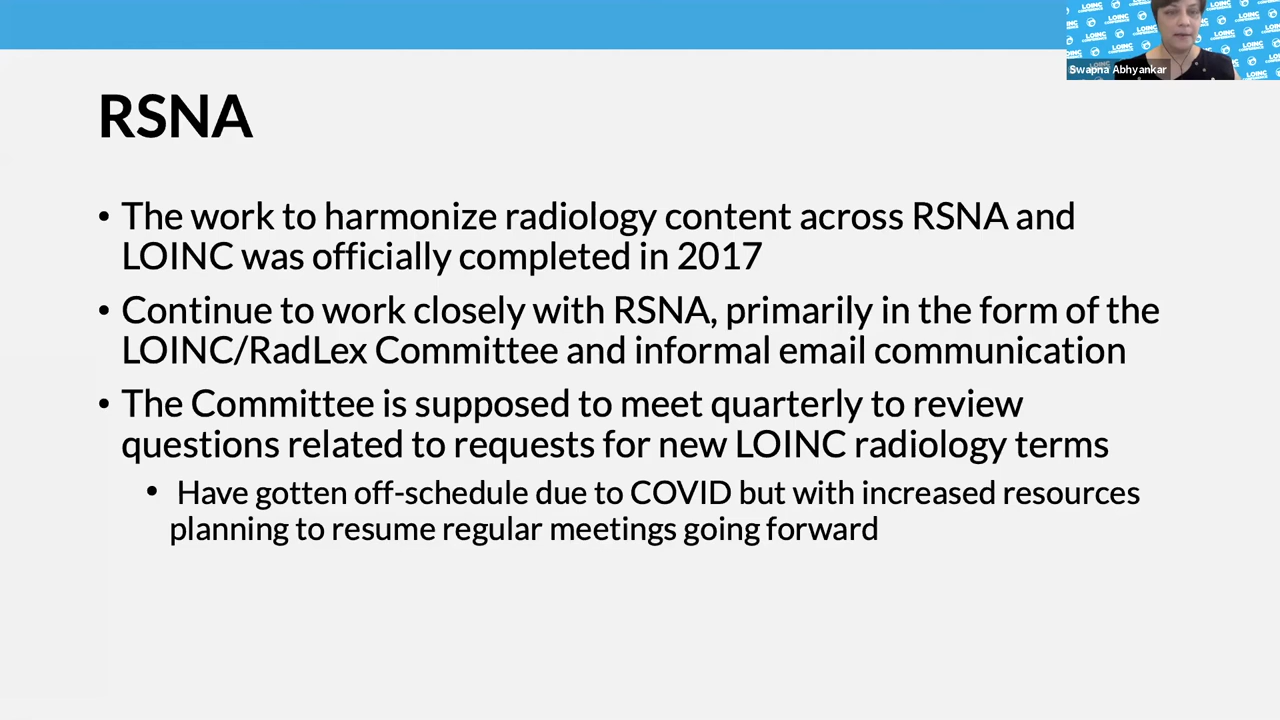 LOINC
CONFERENCE
Swapna Abhyankar
RSNA
• The work to harmonize radiology content across RSNA and
LOINC was officially completed in 2017
• Continue to work closely with RSNA, primarily in the form of the
LOINC/RadLex Committee and informal email communication
• The Committee is supposed to meet quarterly to review
questions related to requests for new LOINC radiology terms
• Have gotten off-schedule due to COVID but with increased resources
planning to resume regular meetings going forward